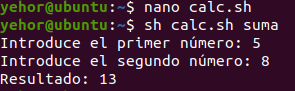 yehor@ubuntu:~$ nano calc.sh
yehor@ubuntu:~$ sh calc.sh suma
Introduce el primer número: 5
Introduce el segundo número: 8
Resultado: 13